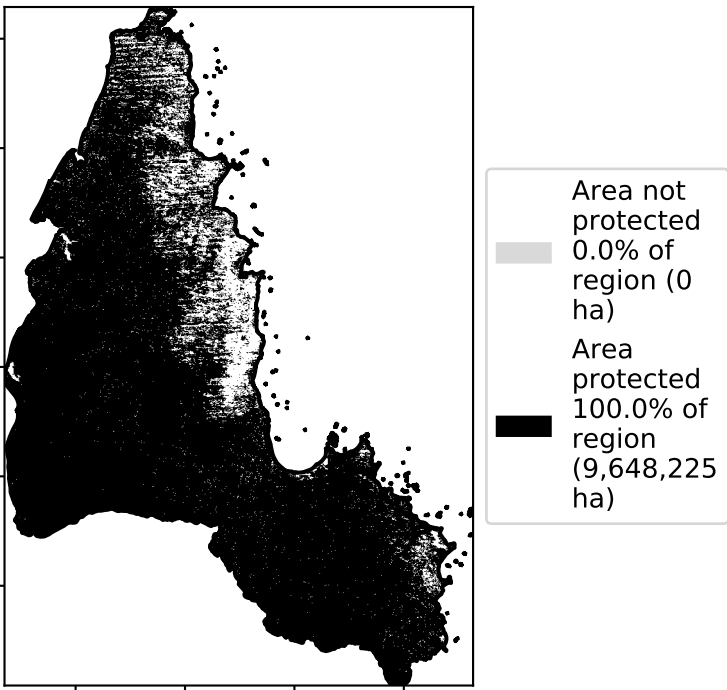 Area not
protected
0.0% of
region (0
ha)
Area
protected
100.0% of
region
(9,648,225
ha)